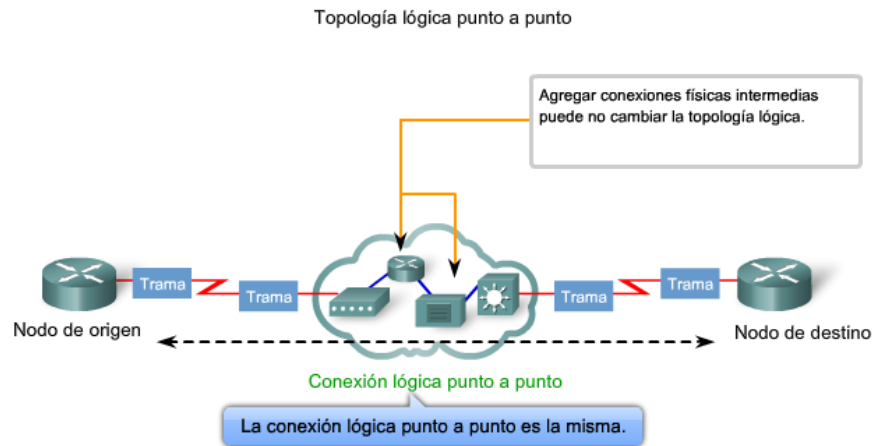 Topología lógica punto a punto
Agregar conexiones físicas intermedias
puede no cambiar la topología lógica.
Trama
Trama
Trama
Trama
Nodo de origen
Nodo de destino
Conexión lógica punto a punto
La conexión lógica punto a punto es la misma.